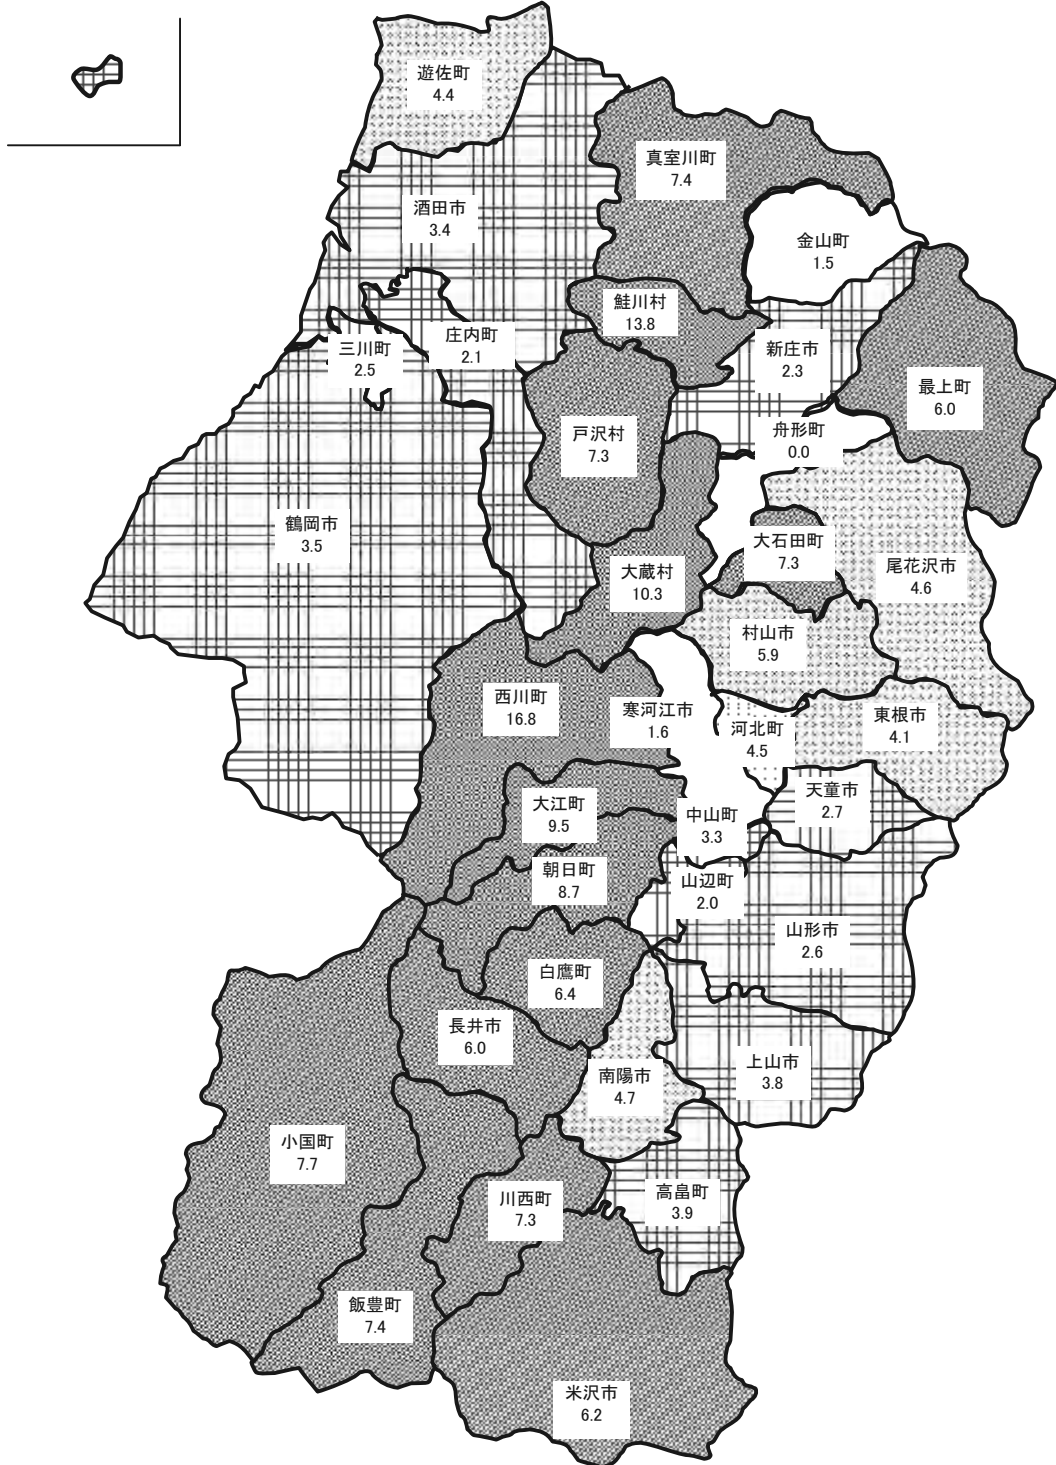 遊佐町
4.4
真室川町
7.4
酒田市
3.4
金山町
1.5
鮭川村
13.8
庄内町
2.1
三川町
2.5
新庄市
2.3
最上町
6.0
戸沢村
7.3
舟形町
0.0
鶴岡市
3.5
大石田町
7.3
尾花沢市
4.6
大蔵村
10.3
村山市
5.9
西川町
16.8
寒河江市
1.6
河北町
4.5
東根市
4.1
天童市
2.7
大江町
9.5
中山町
3.3
朝日町
8.7
山辺町
2.0
山形市
2.6
白鷹町
6.4
長井市
6.0
上山市
3.8
南陽市
4.7
小国町
7.7
川西町
7.3
高畠町
3.9
飯豊町
7.4
米沢市
6.2